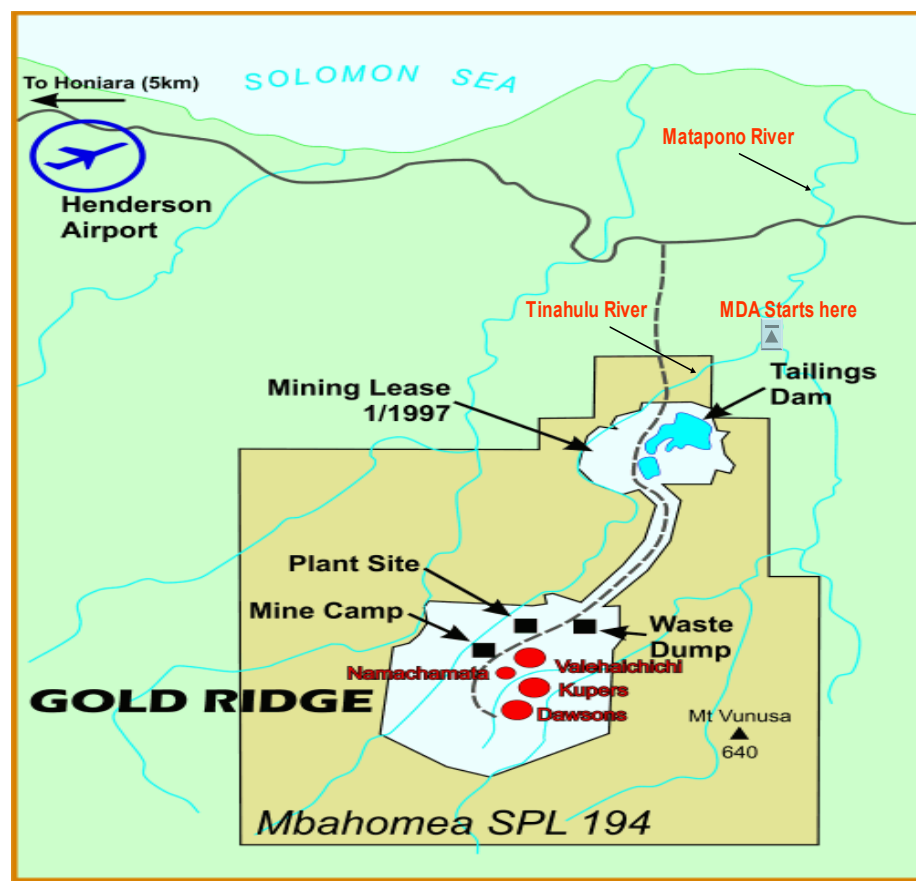 To Honiara (5km)
SOLOMON SEA
Matapono River
Henderson
Airport
Tinahulu River
MDA Starts here
Mining Lease
1/1997
Tailings
Dam
Plant Site
Mine Camp
Waste
Dump
Namachamatá
Valehaichichi
Kupers
Dawsons
GOLD RIDGE
Mt Vunusa
640
Mbahomea SPL 194